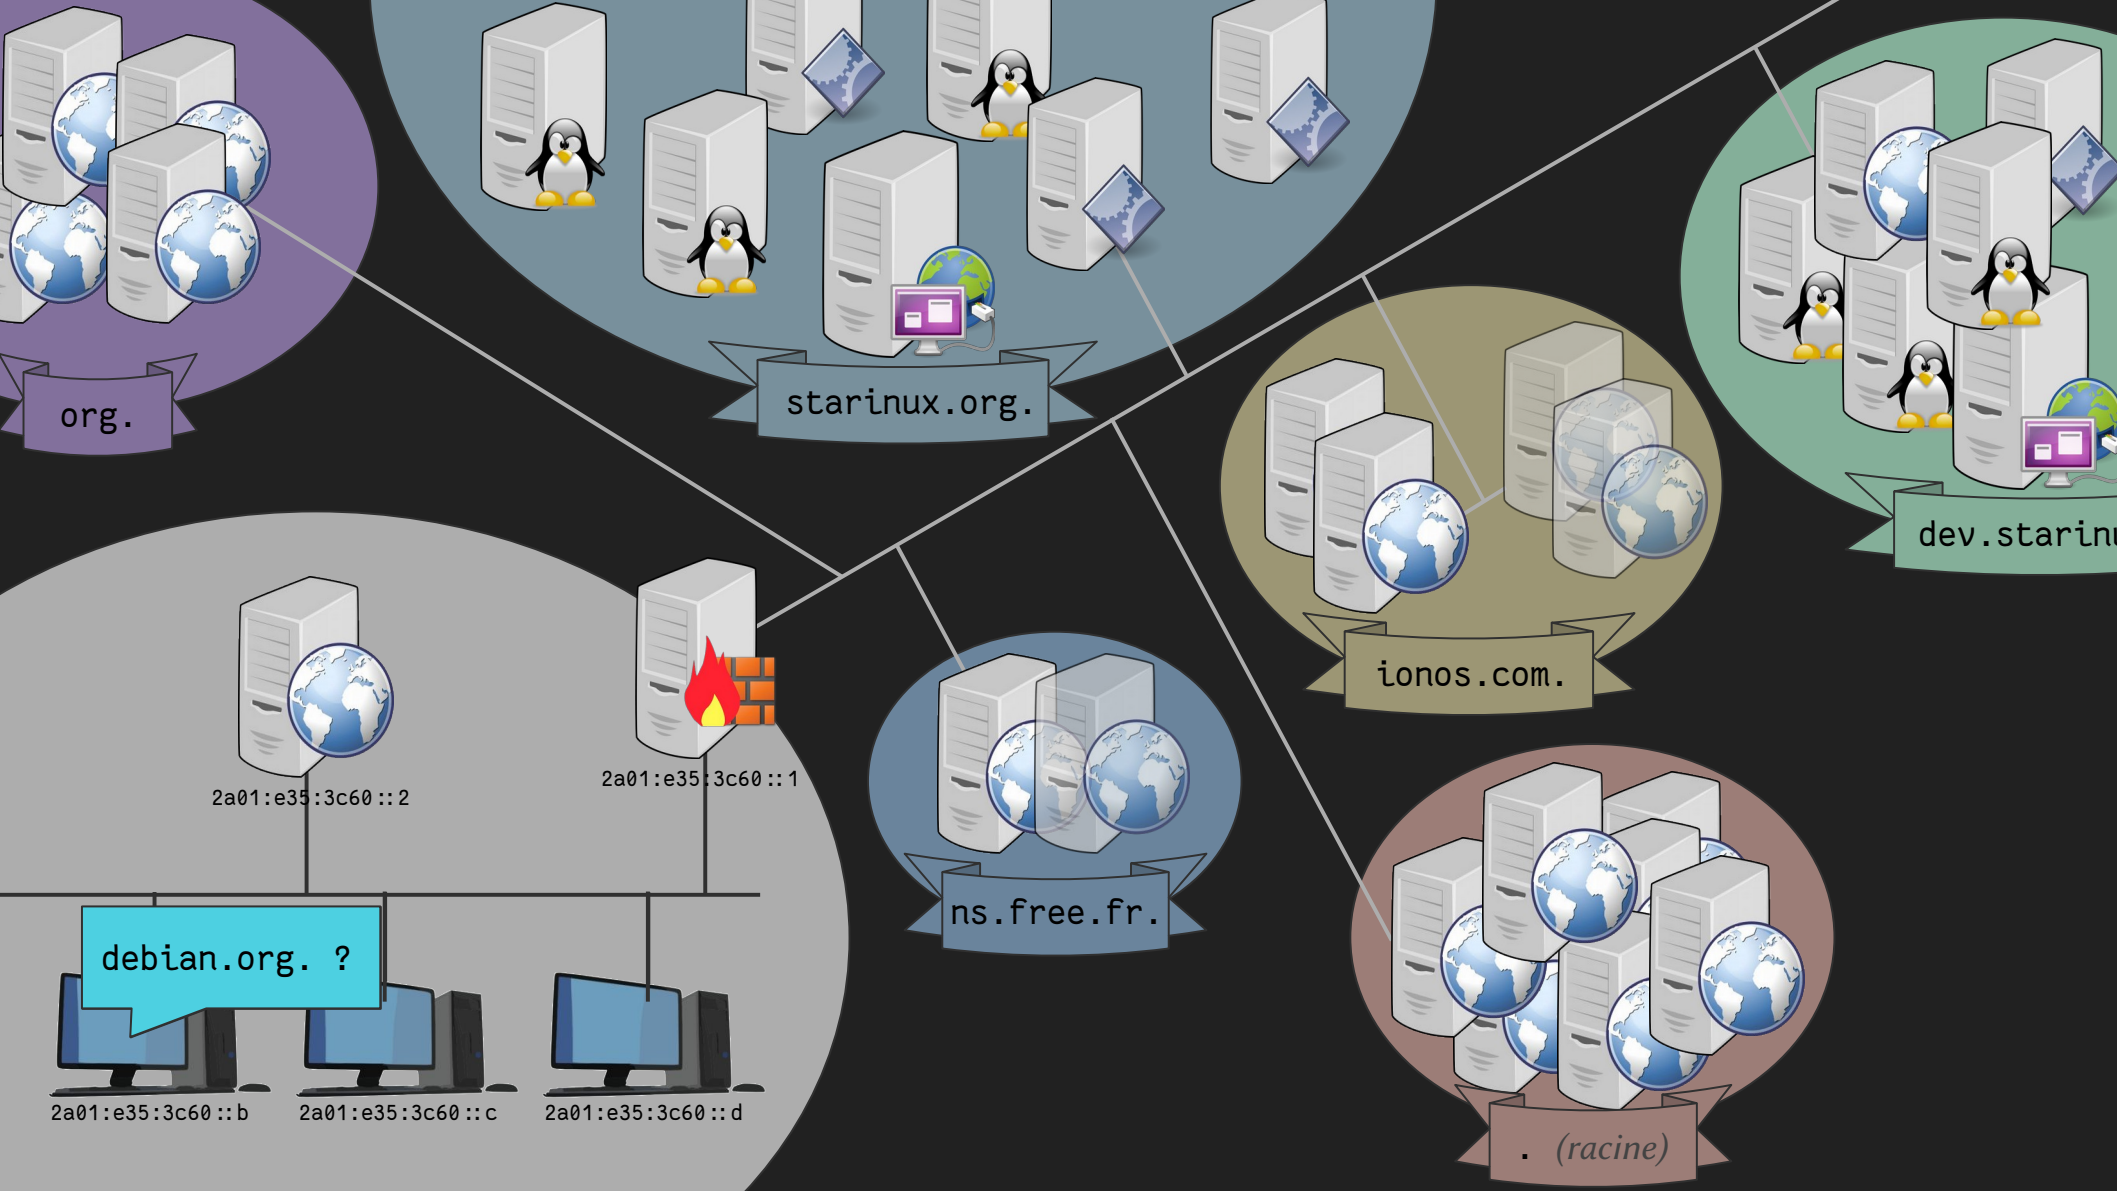 org.
starinux.org.
dev.starinu
ionos.com.
2a01:e35:3c60::2
2a01:e35:3c60::1
ns.free.fr.
debian.org. ?
2a01:e35:3c60::b
2a01:e35:3c60::c
2a01:e35:3c60::d
. (racine)